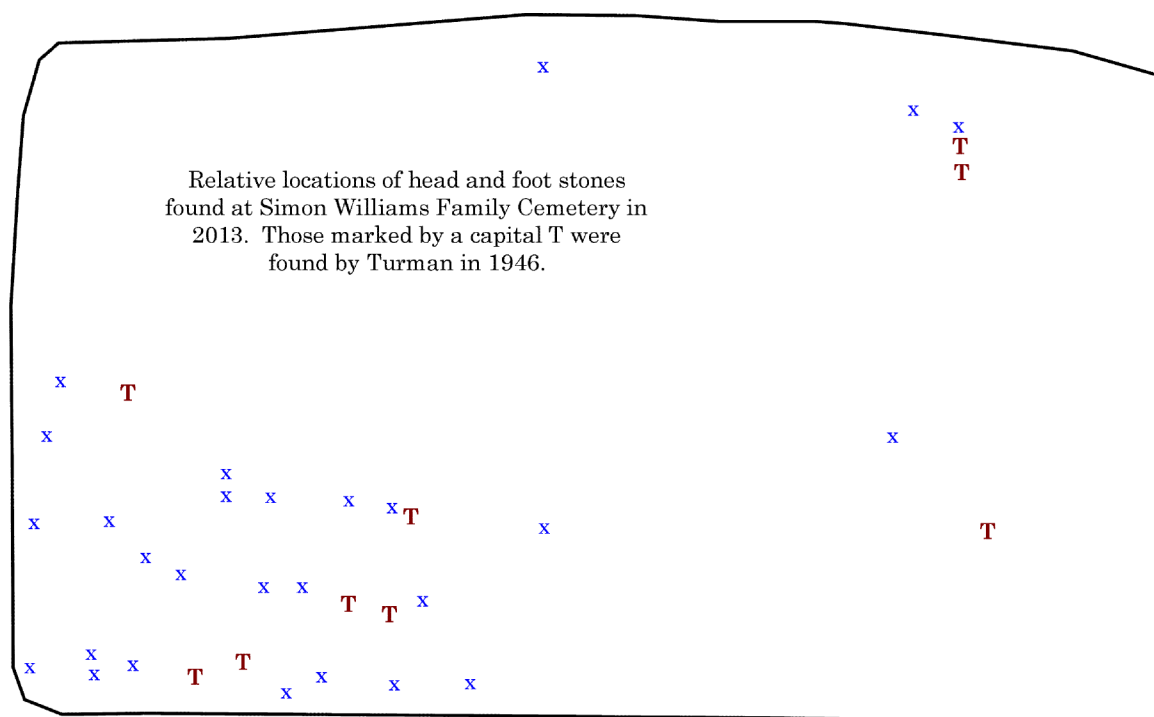 x
x
x
T
T
Relative locations of head and foot stones
found at Simon Williams Family Cemetery in
2013.  Those marked by a capital T were
found by Turman in 1946.
x
T
x
x
x
x
x
x
x
T
x
x
x
x
T
x
x
x
x
T
T
x
x
x
x
x
T
T
x
x
x
x